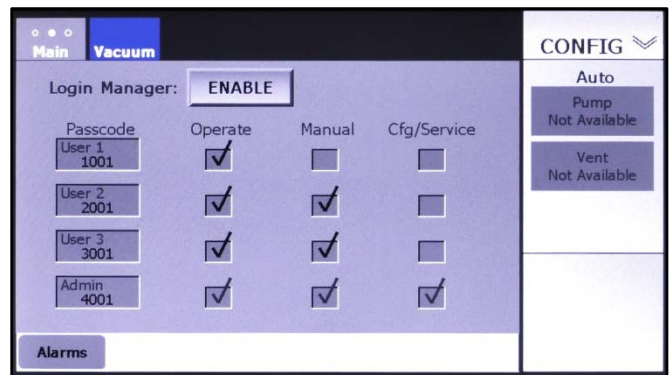 Main
Vacuum
CONFIG
Login Manager: ENABLE
Auto
Pump
Not Available
Vent
Not Available
Passcode Operate Manual Cfg/Service
User 1
1001
User 2
2001
User 3
3001
Admin
4001
Alarms